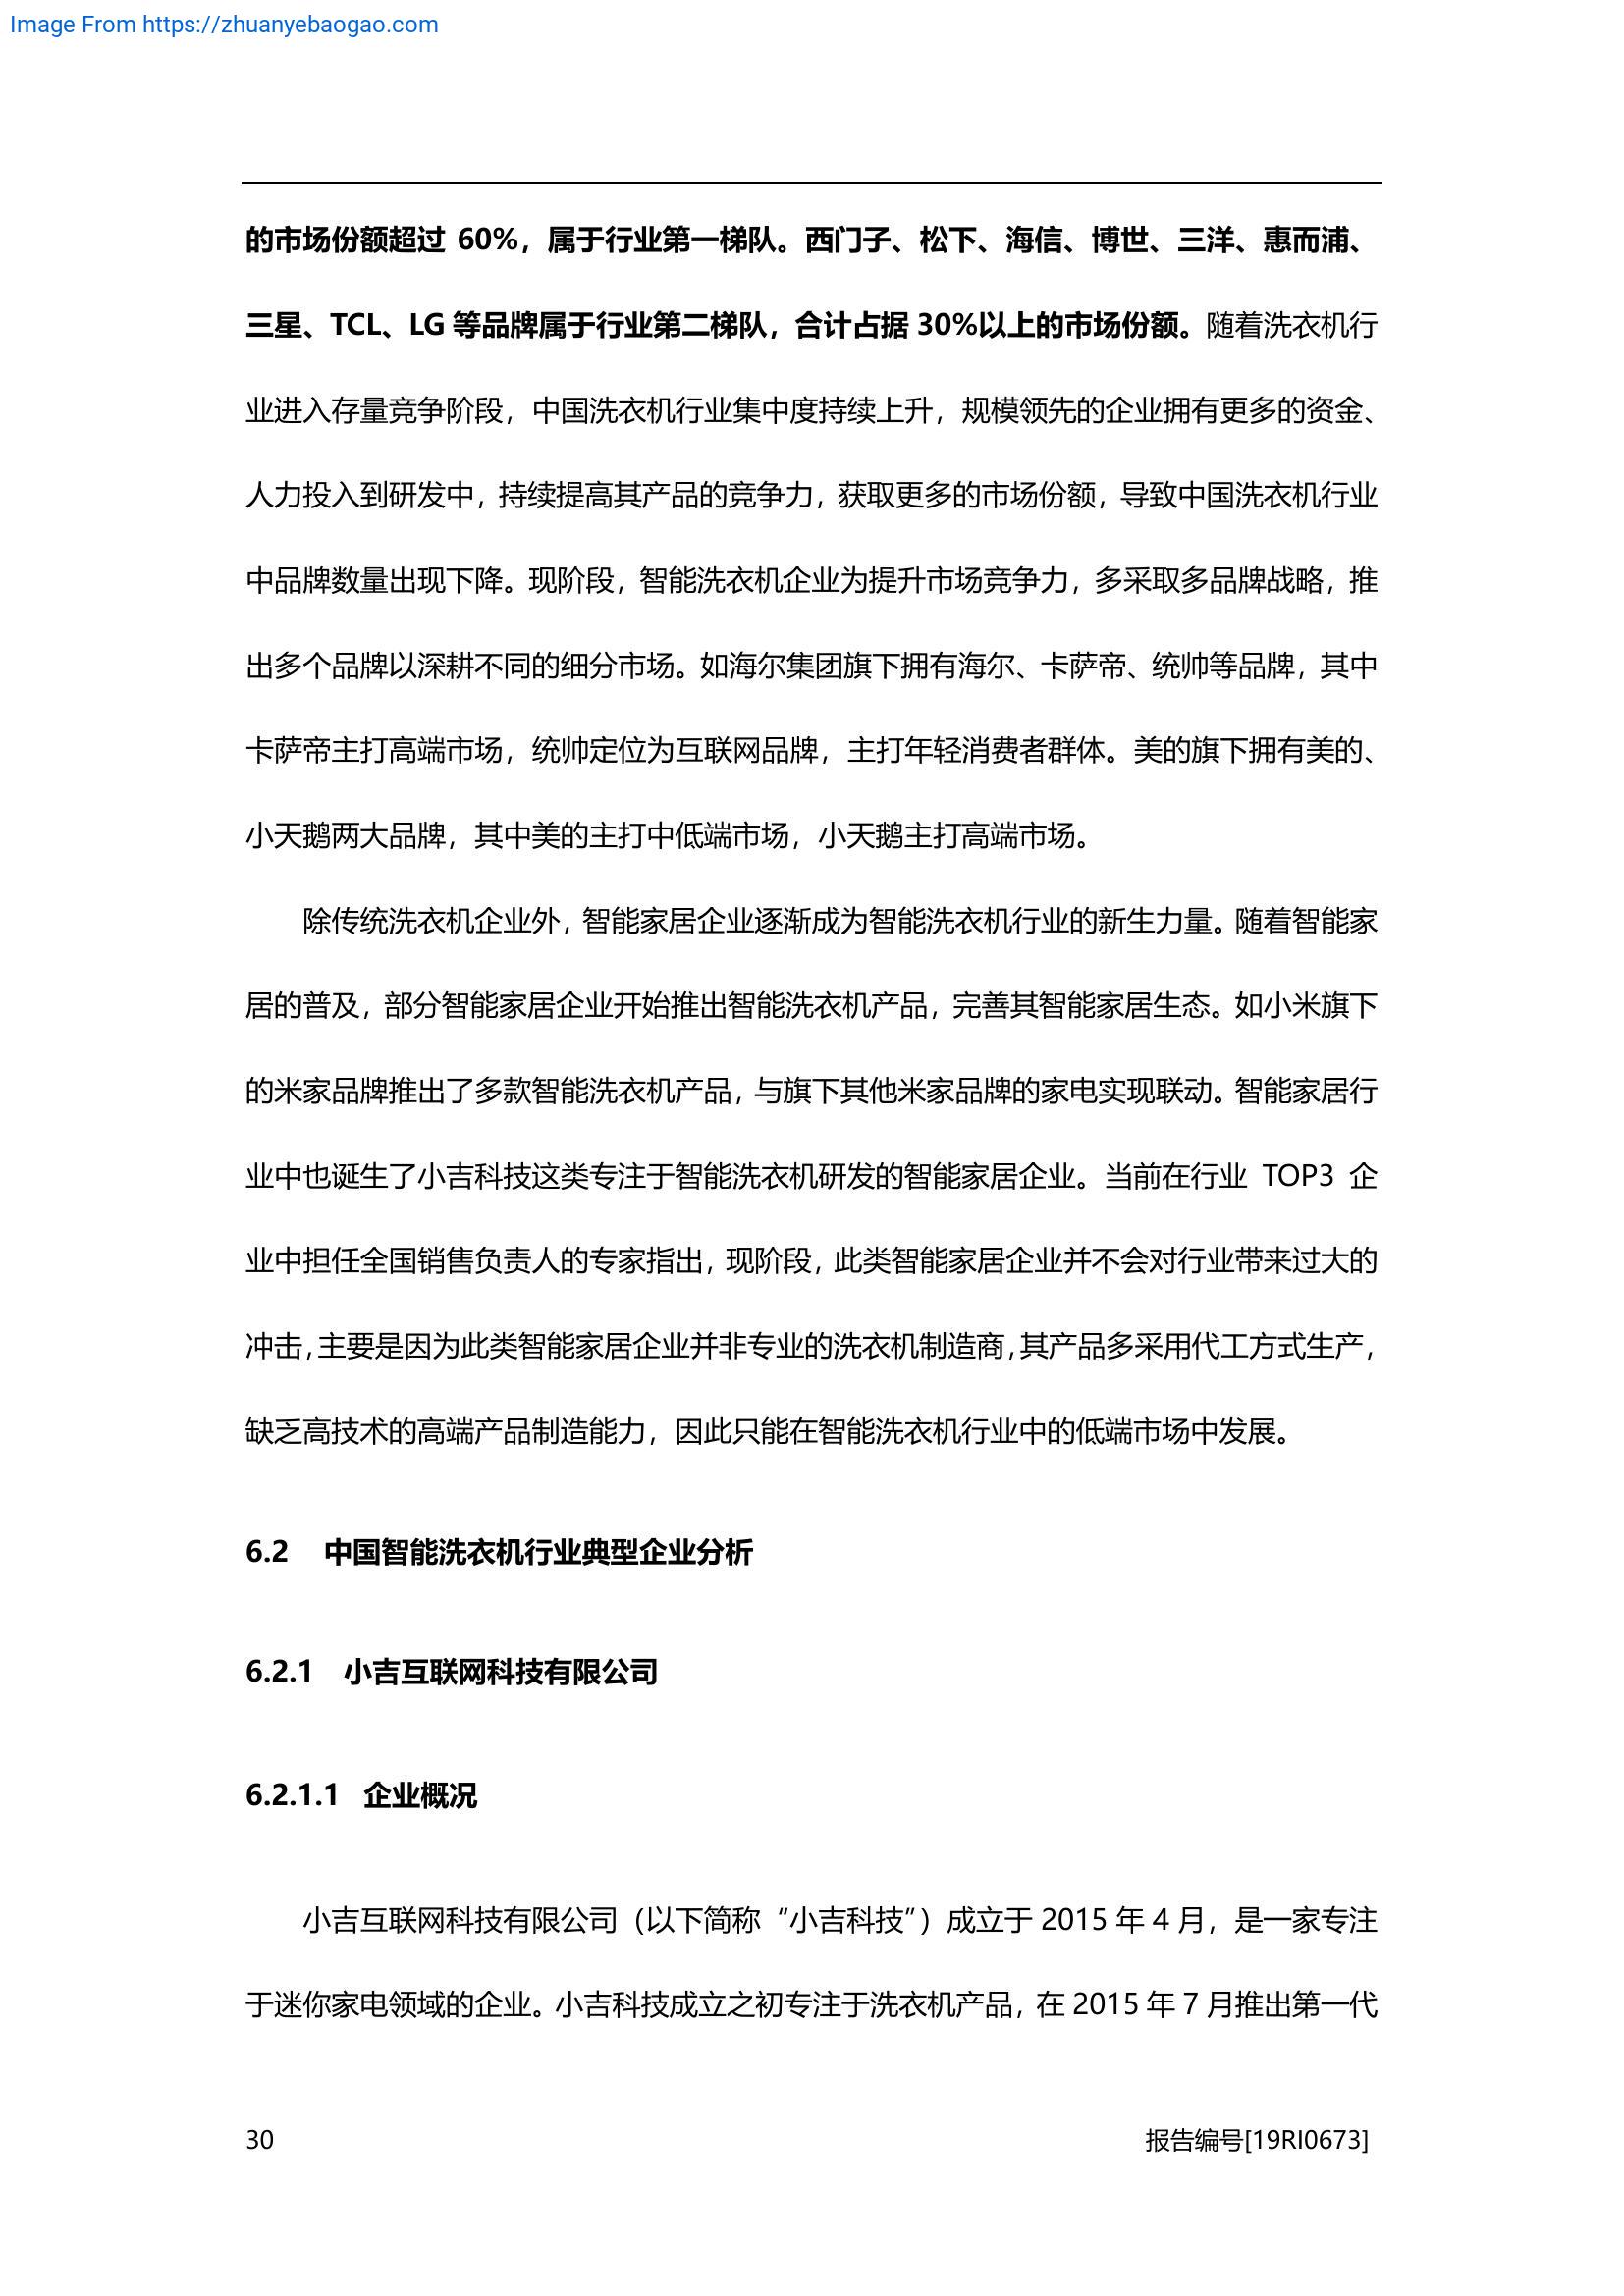 Image From https://zhuanyebaogao.com
的市场份额超过 60%，属于行业第一梯队。西门子、松下、海信、博世、三洋、惠而浦、
三星、TCL、LG 等品牌属于行业第二梯队，合计占据 30%以上的市场份额。随着洗衣机行
业进入存量竞争阶段，中国洗衣机行业集中度持续上升，规模领先的企业拥有更多的资金、
人力投入到研发中，持续提高其产品的竞争力，获取更多的市场份额，导致中国洗衣机行业
中品牌数量出现下降。现阶段，智能洗衣机企业为提升市场竞争力，多采取多品牌战略，推
出多个品牌以深耕不同的细分市场。如海尔集团旗下拥有海尔、卡萨帝、统帅等品牌，其中
卡萨帝主打高端市场，统帅定位为互联网品牌，主打年轻消费者群体。美的旗下拥有美的、
小天鹅两大品牌，其中美的主打中低端市场，小天鹅主打高端市场。
除传统洗衣机企业外，智能家居企业逐渐成为智能洗衣机行业的新生力量。随着智能家
居的普及，部分智能家居企业开始推出智能洗衣机产品，完善其智能家居生态。如小米旗下
的米家品牌推出了多款智能洗衣机产品，与旗下其他米家品牌的家电实现联动。智能家居行
业中也诞生了小吉科技这类专注于智能洗衣机研发的智能家居企业。当前在行业 TOP3 企
业中担任全国销售负责人的专家指出，现阶段，此类智能家居企业并不会对行业带来过大的
冲击，主要是因为此类智能家居企业并非专业的洗衣机制造商，其产品多采用代工方式生产，
缺乏高技术的高端产品制造能力，因此只能在智能洗衣机行业中的低端市场中发展。
6.2 中国智能洗衣机行业典型企业分析
6.2.1 小吉互联网科技有限公司
6.2.1.1 企业概况
小吉互联网科技有限公司（以下简称“小吉科技”）成立于 2015 年 4 月，是一家专注
于迷你家电领域的企业。小吉科技成立之初专注于洗衣机产品，在 2015 年 7 月推出第一代
30 报告编号[19RI0673]